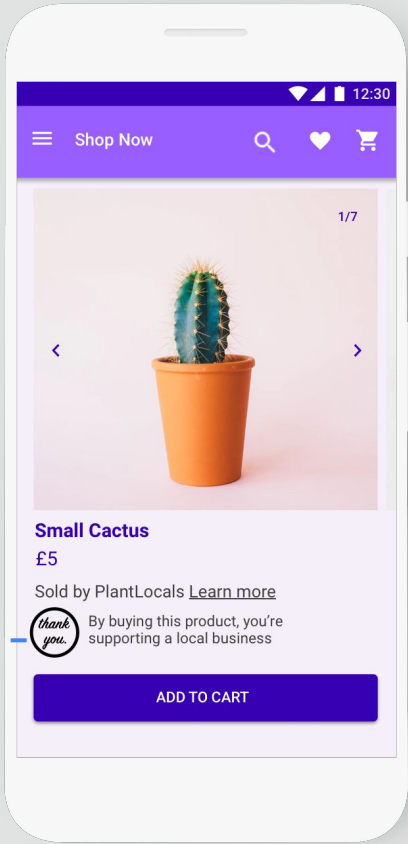 12:30
Shop Now
1/7
Small Cactus
£5
Sold by PlantLocals Learn more
thank
you.
By buying this product, you're
supporting a local business
ADD TO CART